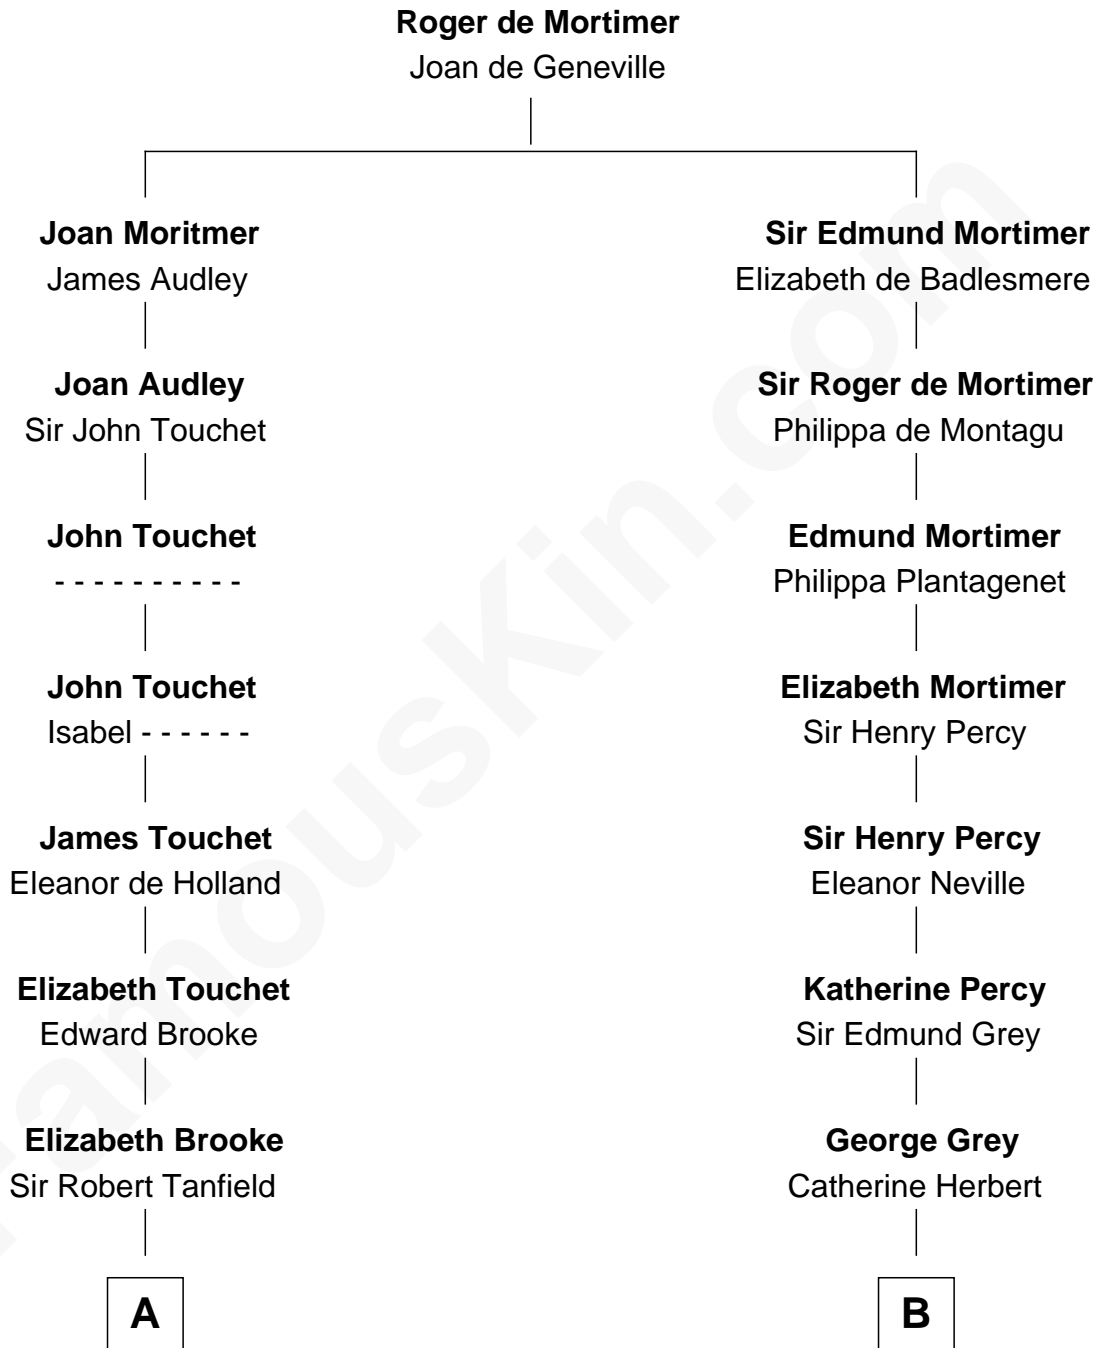 Roger de Mortimer
Joan de Geneville
Joan Moritmer
James Audley
Joan Audley
Sir John Touchet
John Touchet
- - - - - - - - - -
John Touchet
Isabel - - - - - -
James Touchet
Eleanor de Holland
Elizabeth Touchet
Edward Brooke
Elizabeth Brooke
Sir Robert Tanfield
A
Sir Edmund Mortimer
Elizabeth de Badlesmere
Sir Roger de Mortimer
Philippa de Montagu
Edmund Mortimer
Philippa Plantagenet
Elizabeth Mortimer
Sir Henry Percy
Sir Henry Percy
Eleanor Neville
Katherine Percy
Sir Edmund Grey
George Grey
Catherine Herbert
B
FamousKin.com